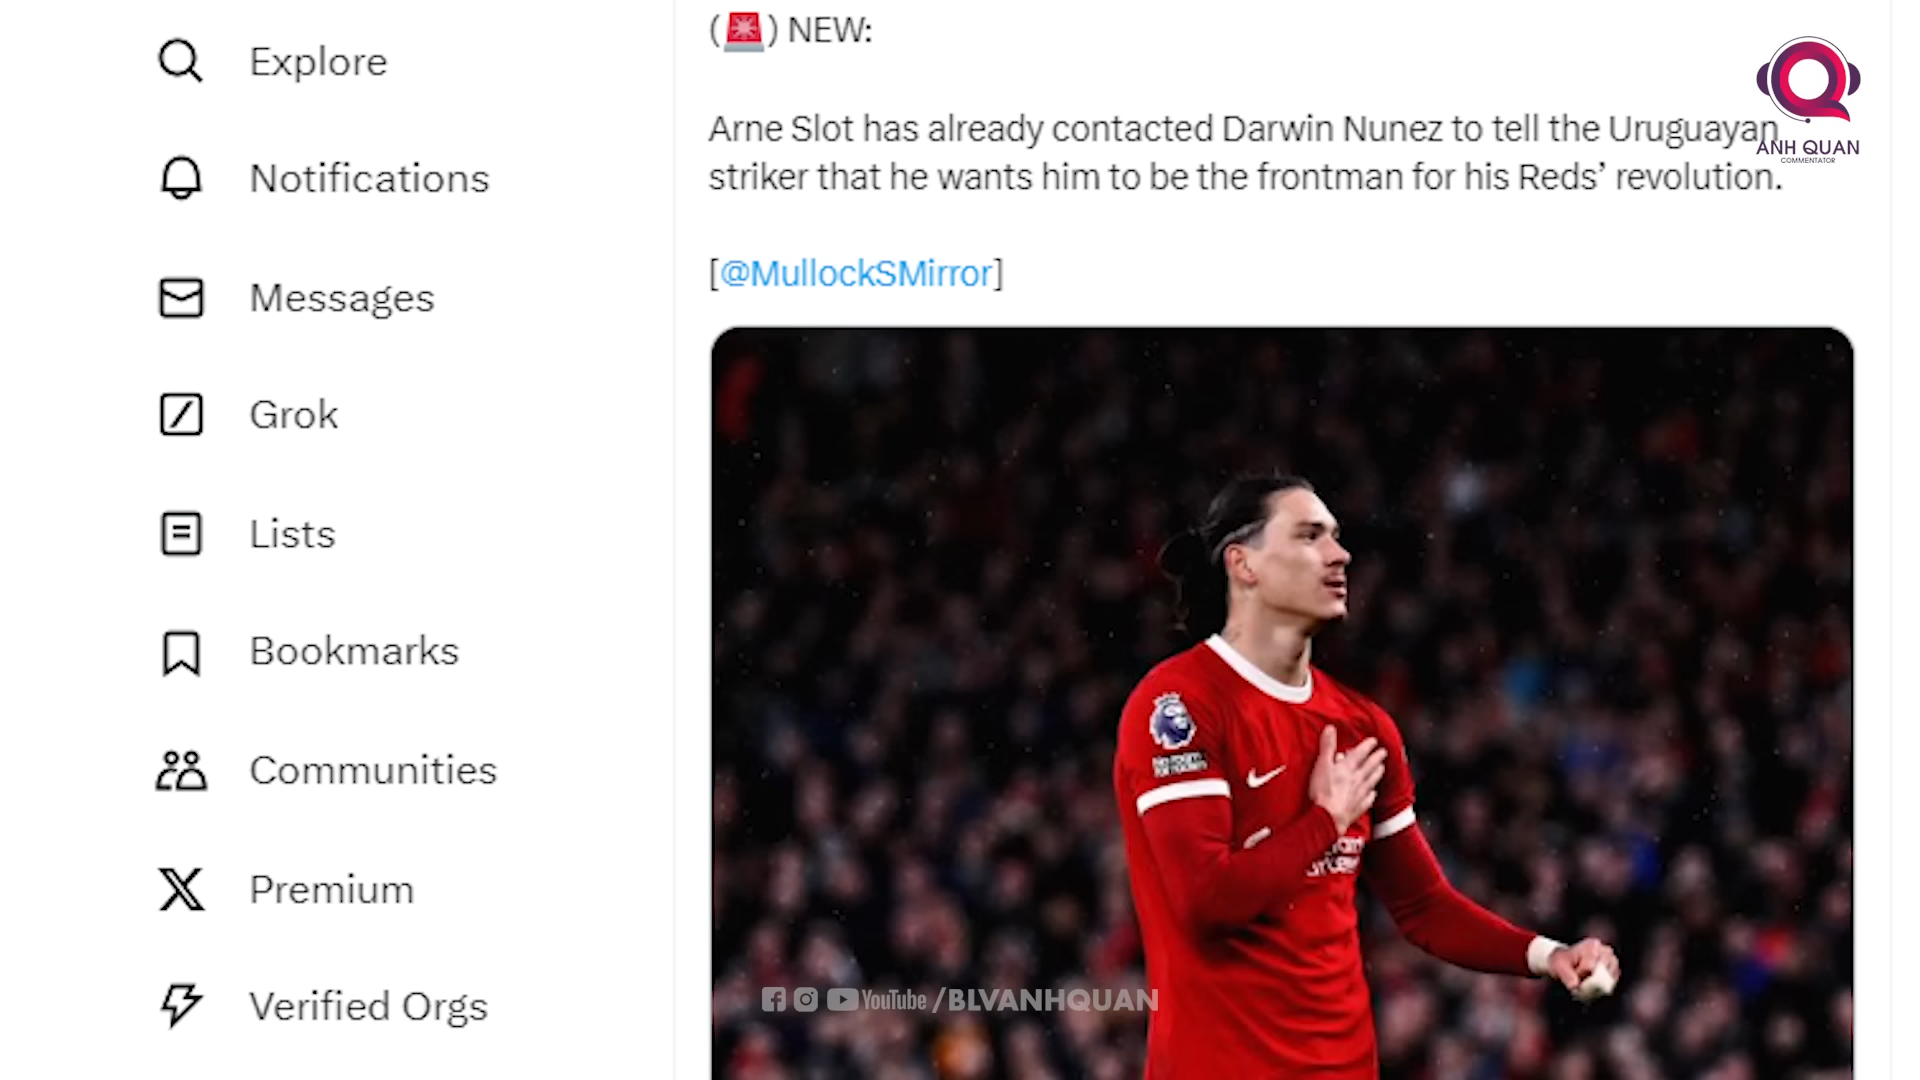 Explore
Notifications
Messages
Grok
Lists
Bookmarks
Communities
Premium
Verified Orgs
(🚨) NEW:
Arne Slot has already contacted Darwin Nunez to tell the Uruguayan
striker that he wants him to be the frontman for his Reds’ revolution.
[@MullockSMirror]
ANH QUAN
COMMENTATOR
YouTube /BLVANHQUAN